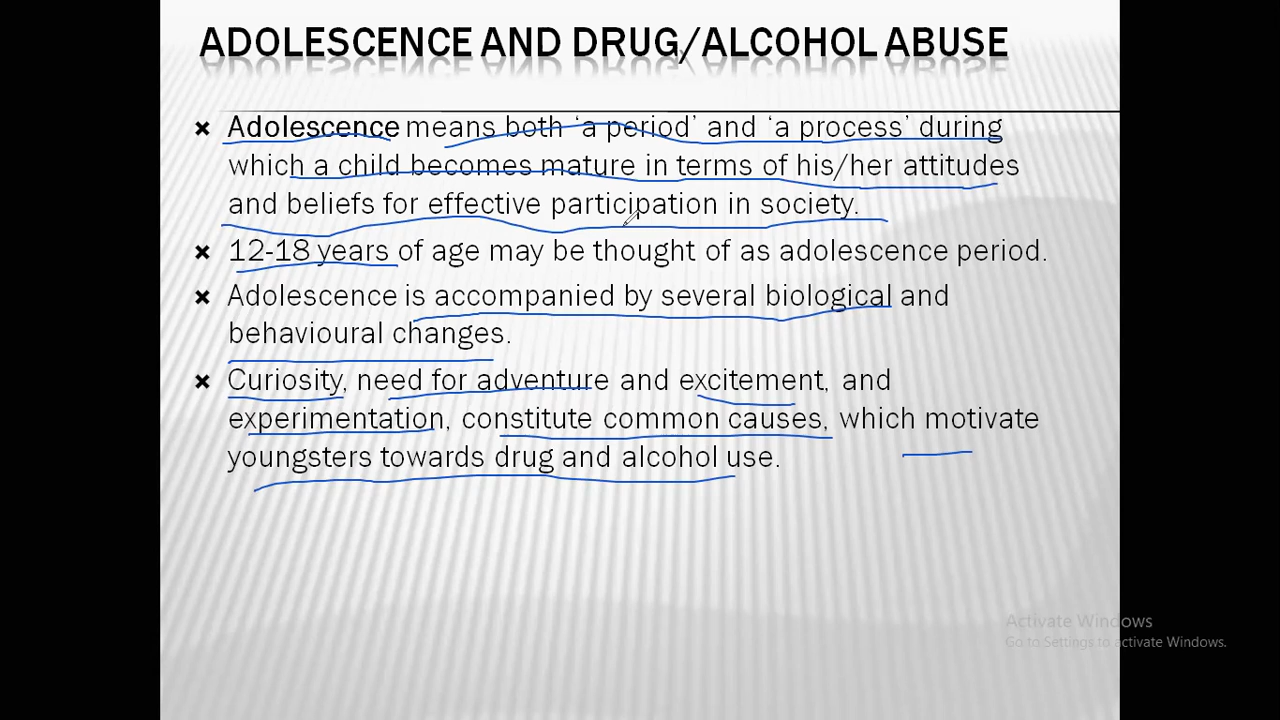 ADOLESCENCE AND DRUG/ALCOHOL ABUSE
× Adolescence means both ‘a period’ and ‘a process’ during
which a child becomes mature in terms of his/her attitudes
and beliefs for effective participation in society.
× 12-18 years of age may be thought of as adolescence period.
× Adolescence is accompanied by several biological and
behavioural changes.
× Curiosity, need for adventure and excitement, and
experimentation, constitute common causes, which motivate
youngsters towards drug and alcohol use.
Activate Windows
Go to Settings to activate Windows.